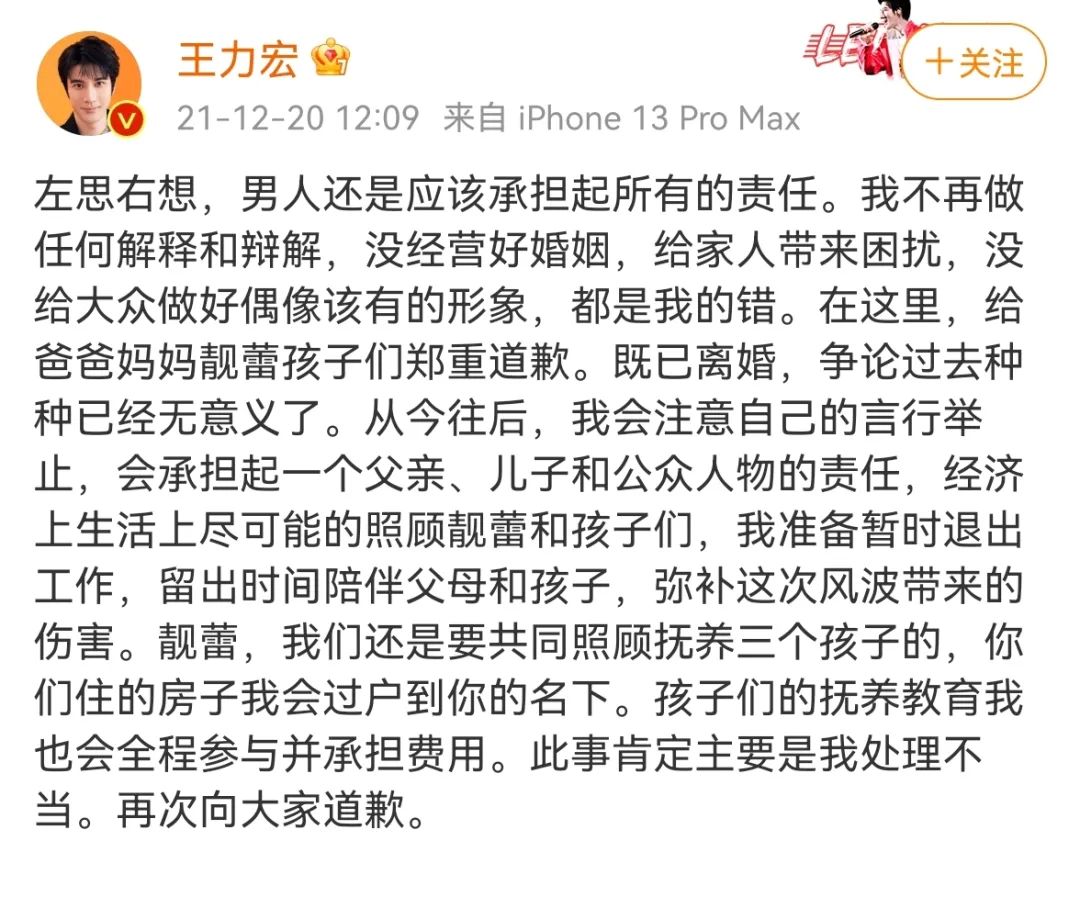 王力宏
21-12-20 12:09 来自 iPhone 13 Pro Max
+关注
左思右想，男人还是应该承担起所有的责任。我不再做
任何解释和辩解，没经营好婚姻，给家人带来困扰，没
给大众做好偶像该有的形象，都是我的错。在这里，给
爸爸妈妈靓蕾孩子们郑重道歉。既已离婚，争论过去种
种已经无意义了。从今往后，我会注意自己的言行举
止，会承担起一个父亲、儿子和公众人物的责任，经济
上生活上尽可能的照顾靓蕾和孩子们，我准备暂时退出
工作，留出时间陪伴父母和孩子，弥补这次风波带来的
伤害。靓蕾，我们还是要共同照顾抚养三个孩子的，你
们住的房子我会过户到你的名下。孩子们的抚养教育我
也会全程参与并承担费用。此事肯定主要是我处理不
当。再次向大家道歉。